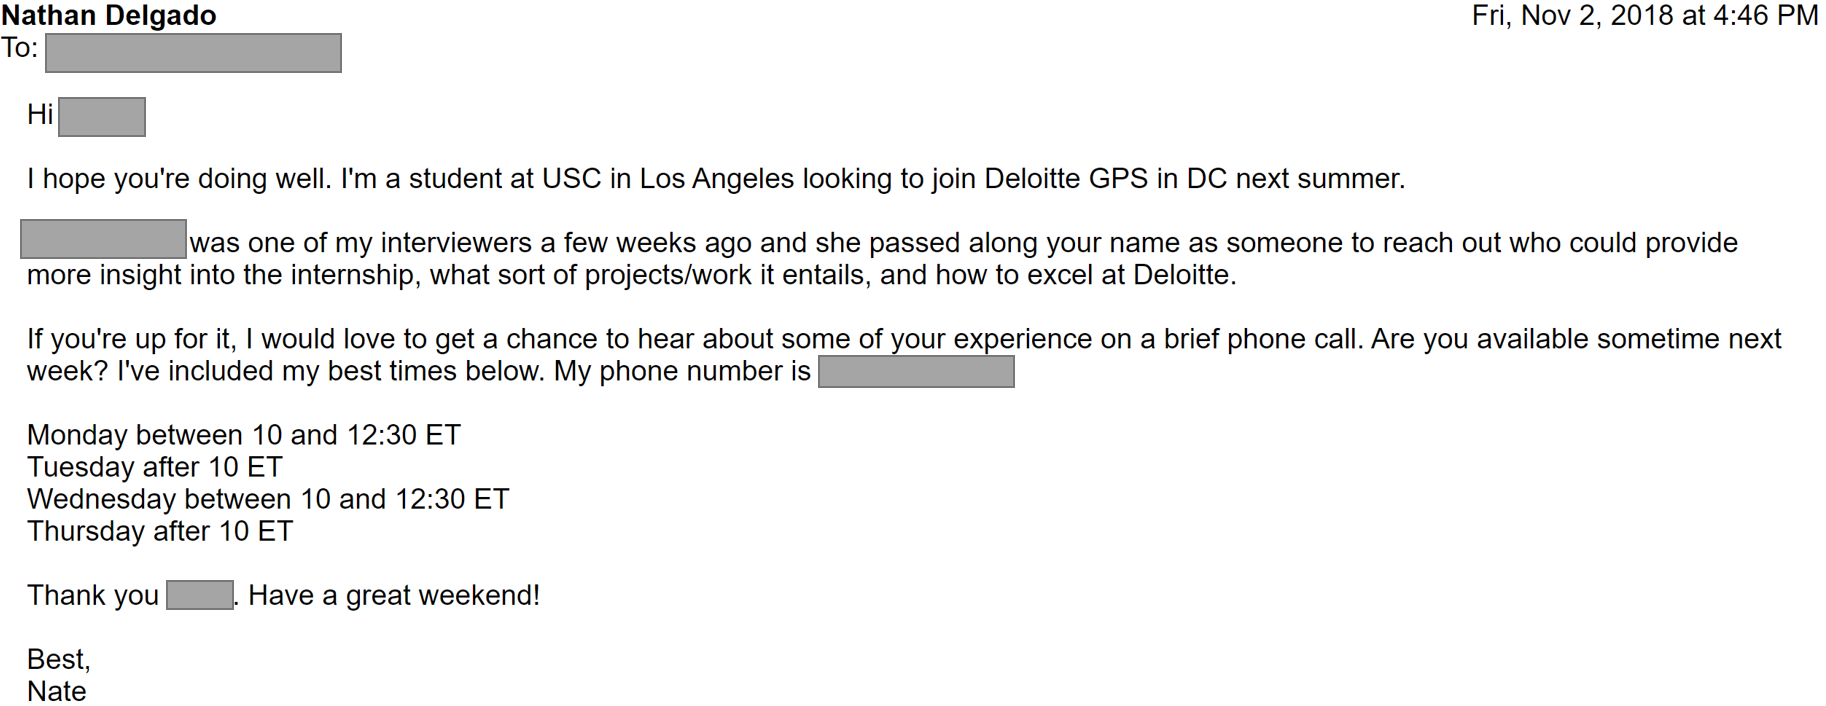 Nathan Delgado Fri, Nov 2, 2018 at 4:46 PM
To:
Hi
I hope you're doing well. I'm a student at USC in Los Angeles looking to join Deloitte GPS in DC next summer.
was one of my interviewers a few weeks ago and she passed along your name as someone to reach out who could provide
more insight into the internship, what sort of projects/work it entails, and how to excel at Deloitte.
If you're up for it, I would love to get a chance to hear about some of your experience on a brief phone call. Are you available sometime next
week? I've included my best times below. My phone number is
Monday between 10 and 12:30 ET
Tuesday after 10 ET
Wednesday between 10 and 12:30 ET
Thursday after 10 ET
Thank you . Have a great weekend!
Best,
Nate